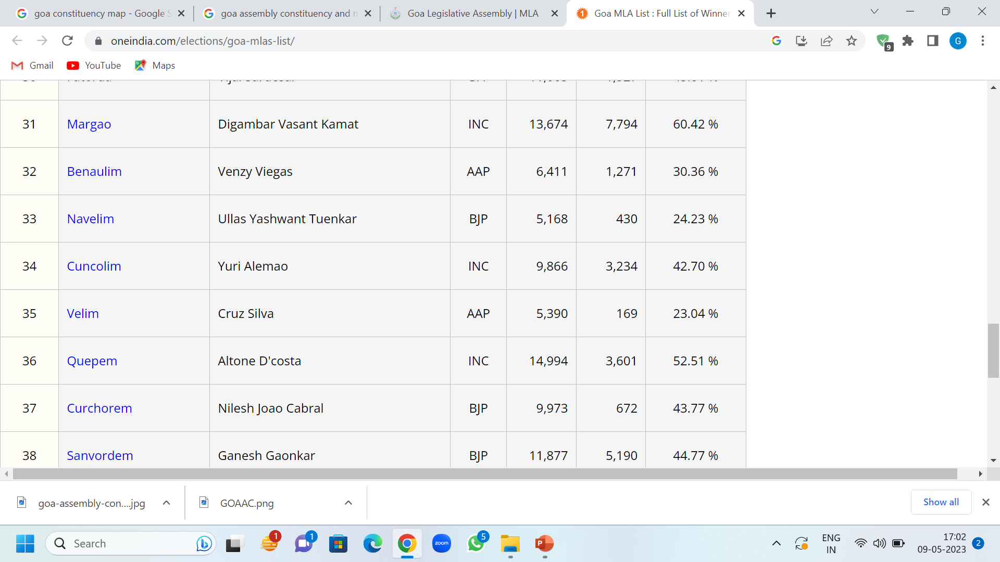 goa constituency map - Google S
goa assembly constituency and n
Goa Legislative Assembly | MLA
Goa MLA List : Full List of Winner
oneindia.com/elections/goa-mlas-list/
9
G
Gmail
YouTube
Maps
31 Margao Digambar Vasant Kamat INC 13,674 7,794 60.42 %
32 Benaulim Venzy Viegas AAP 6,411 1,271 30.36 %
33 Navelim Ullas Yashwant Tuenkar BJP 5,168 430 24.23 %
34 Cuncolim Yuri Alemao INC 9,866 3,234 42.70 %
35 Velim Cruz Silva AAP 5,390 169 23.04 %
36 Quepem Altone D'costa INC 14,994 3,601 52.51 %
37 Curchorem Nilesh Joao Cabral BJP 9,973 672 43.77 %
38 Sanvordem Ganesh Gaonkar BJP 11,877 5,190 44.77 %
goa-assembly-con....jpg
GOAAC.png
Show all
Search
1
1
zoom
5
P
ENG
IN
17:02
09-05-2023
2